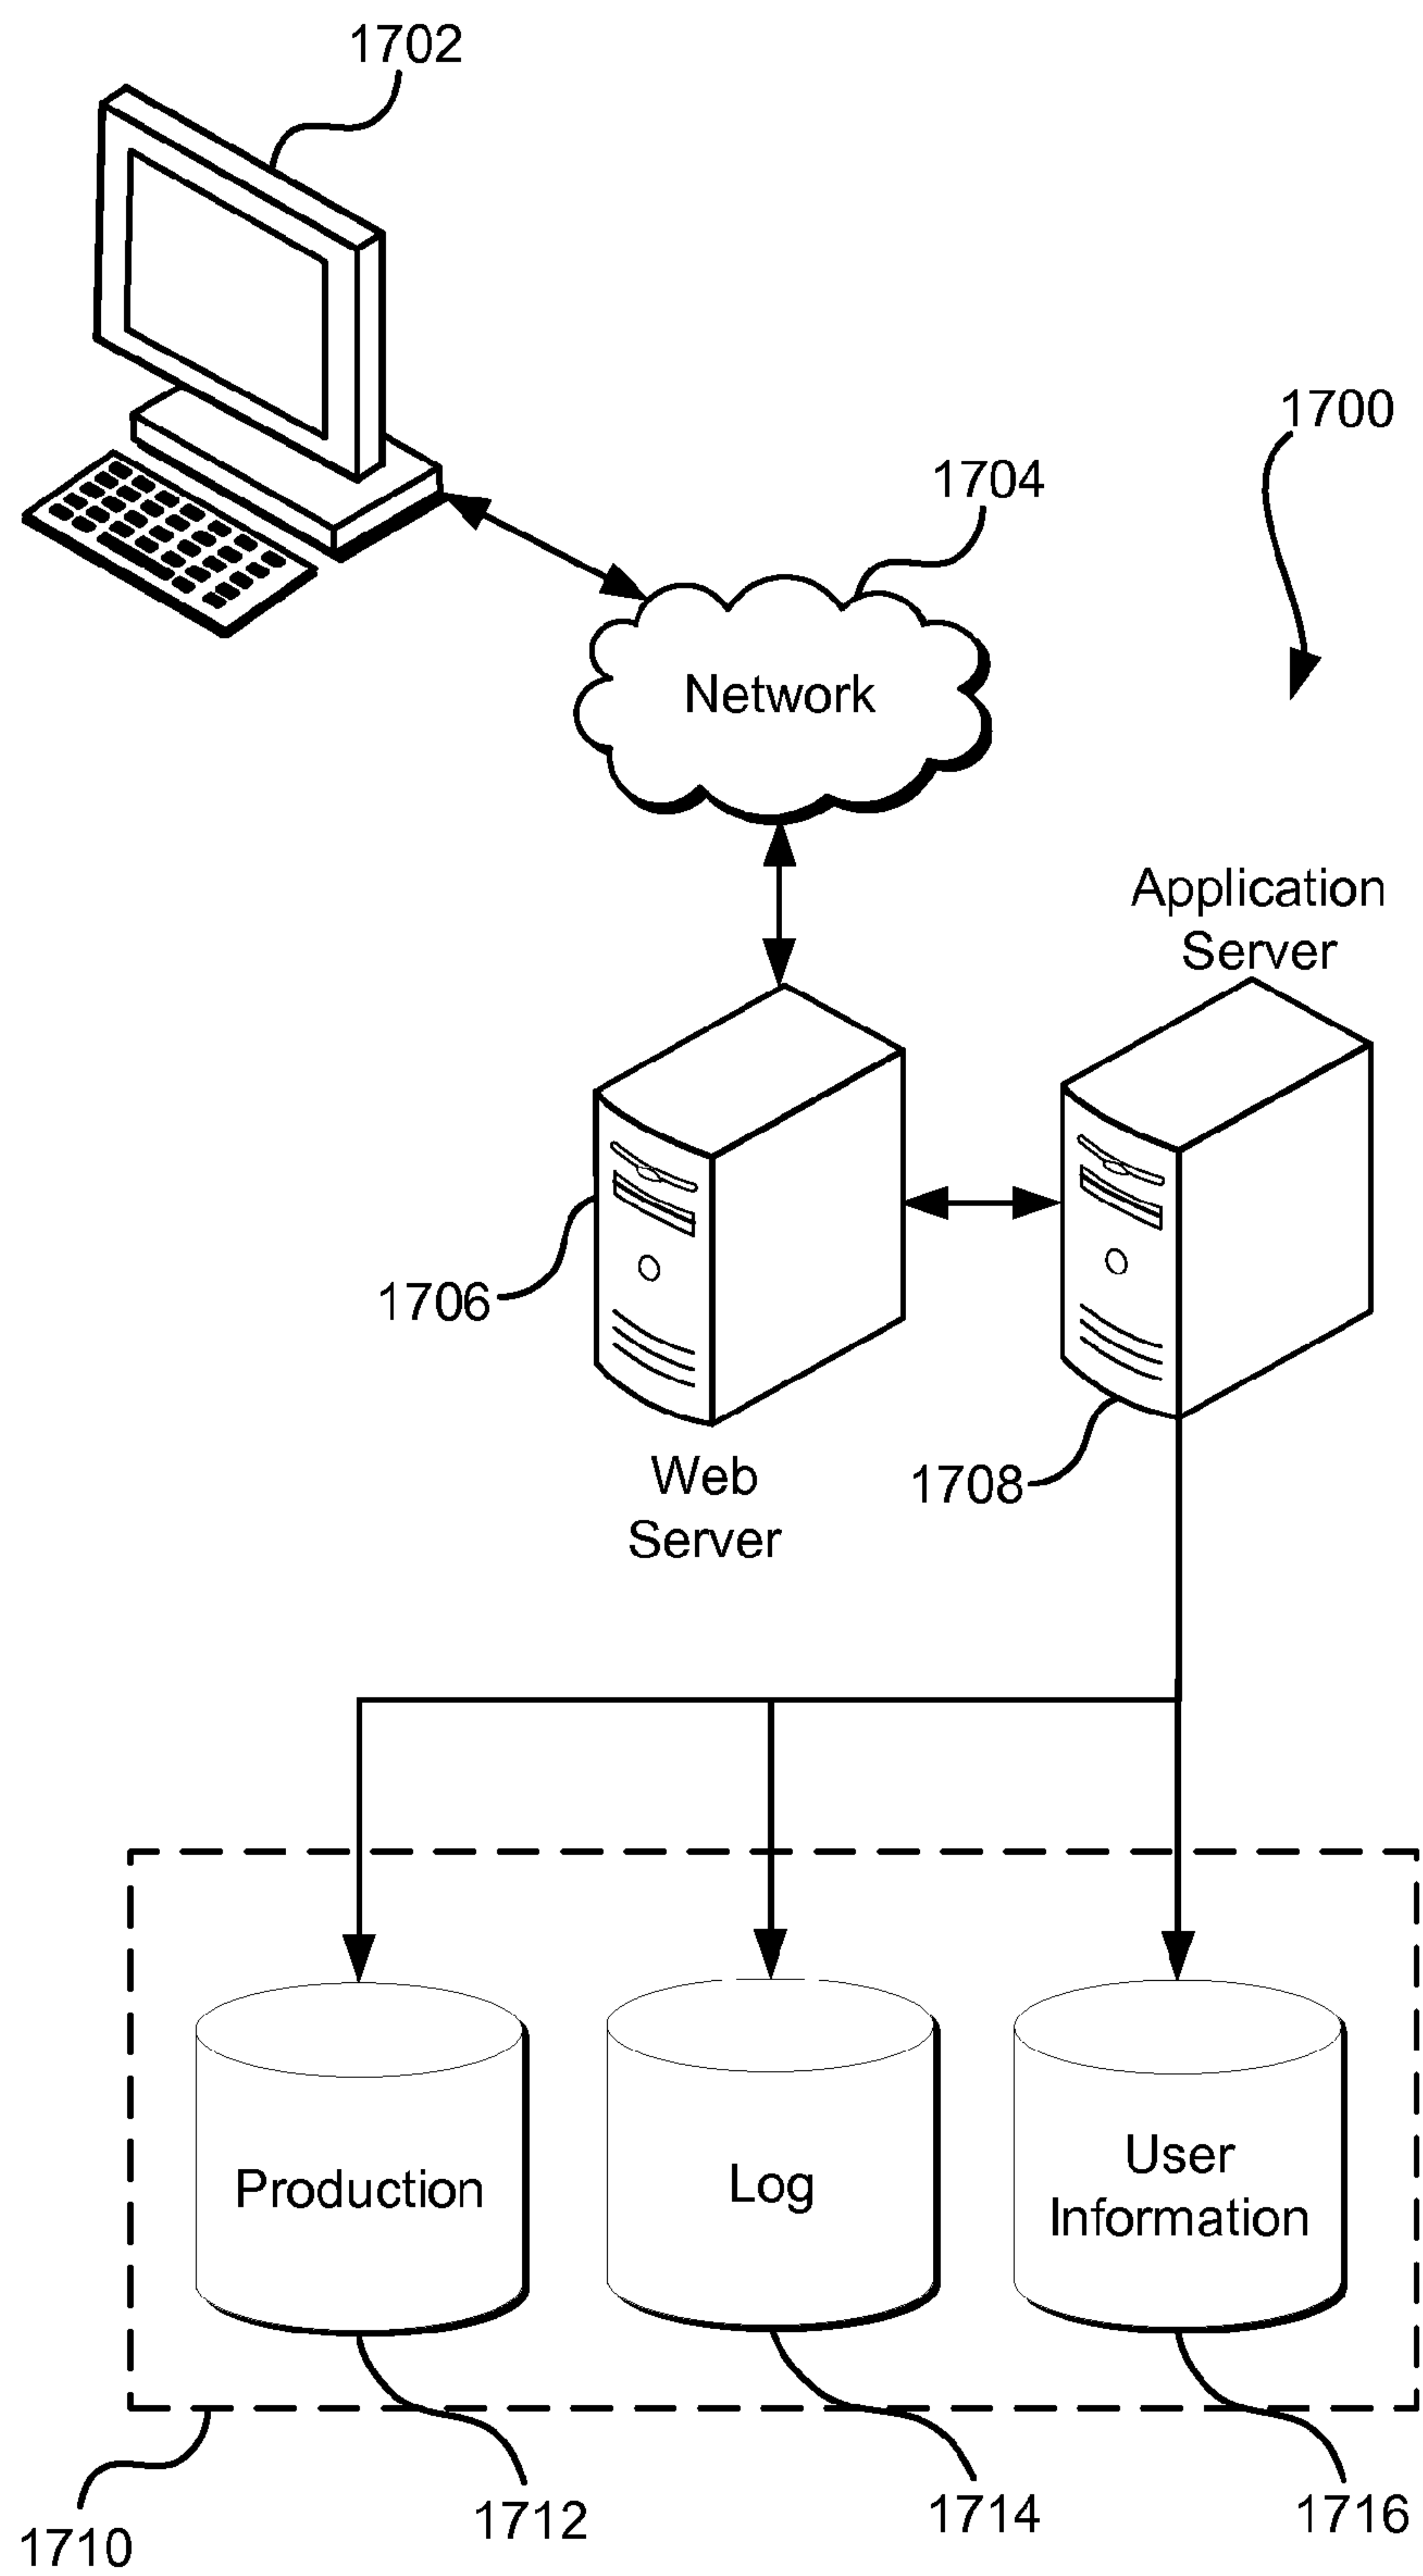 1702
1700
1704
Network
Application
Server
1706
Web
Server
1708
Production
Log
User
Information
1710
1712
1714
1716